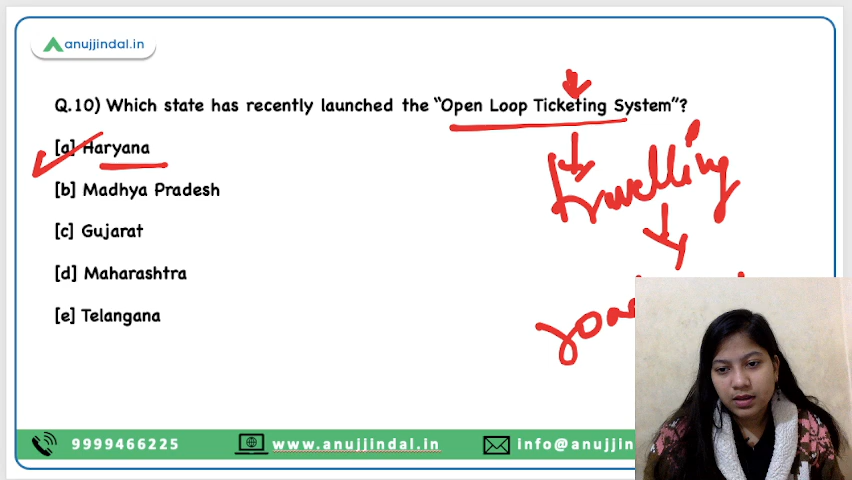 anujjindal.in
Q.10) Which state has recently launched the “Open Loop Ticketing System”?
[a] Haryana
[b] Madhya Pradesh
travelling
[c] Gujarat
[d] Maharashtra
[e] Telangana
9999466225 www.anujjindal.in info@anujjin